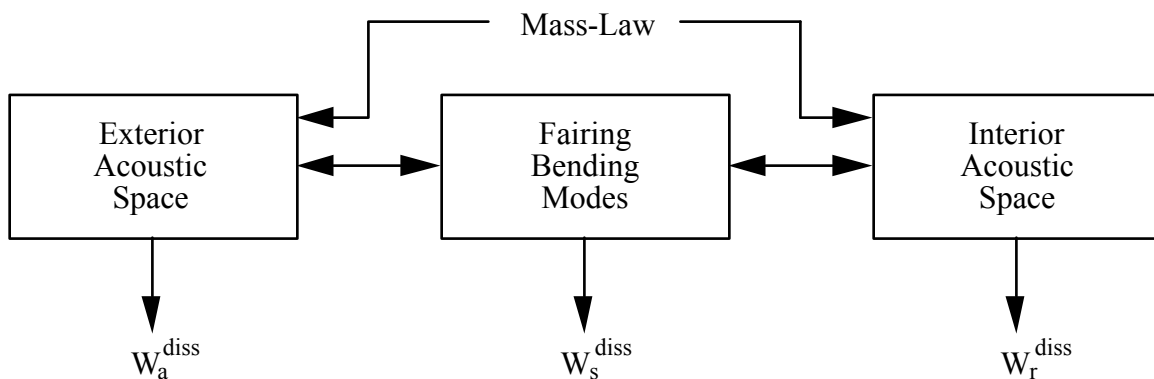 Mass-Law
Exterior
Acoustic
Space
Fairing
Bending
Modes
Interior
Acoustic
Space
W_a^diss
W_s^diss
W_r^diss